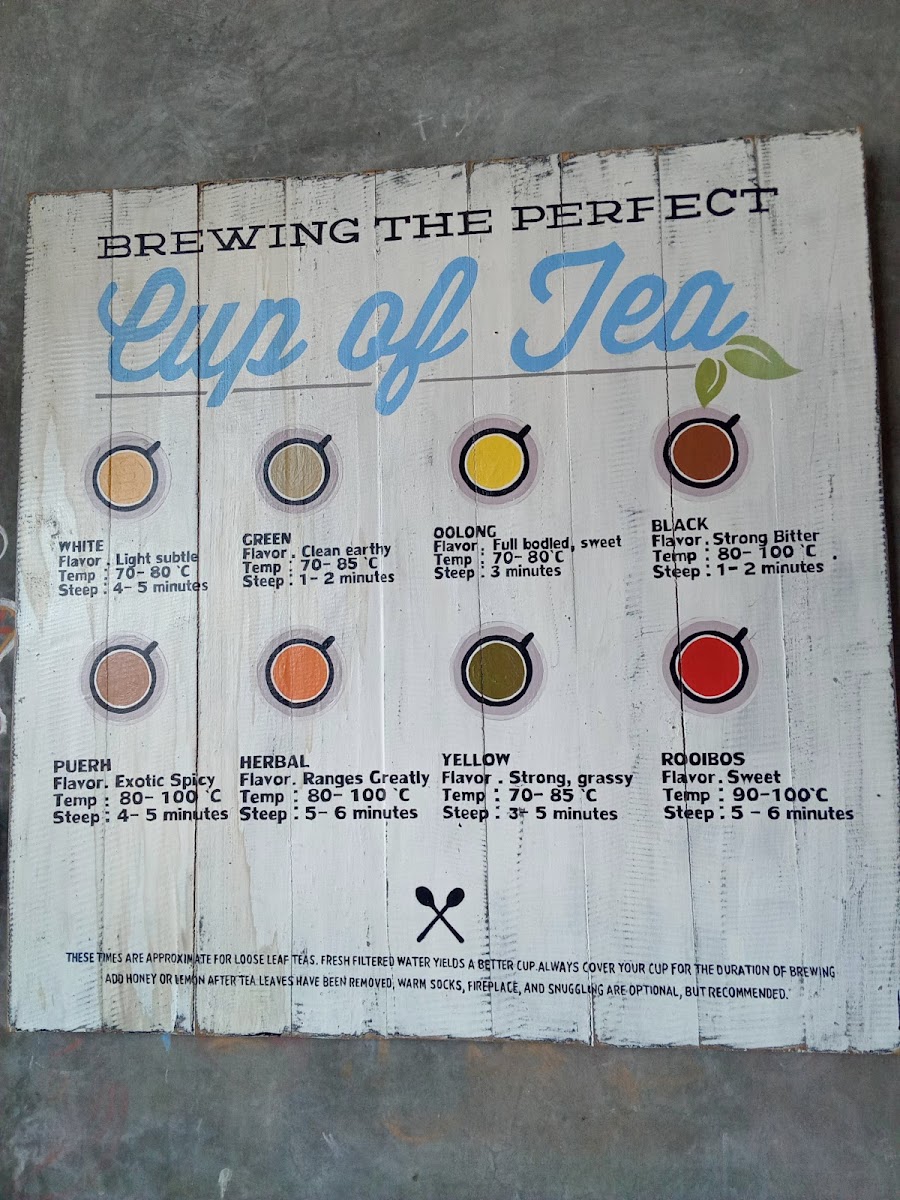 BREWING THE PERFECT
Cup of Tea
WHITE
Flavor . Light subtle
Temp : 70- 80 °C
Steep : 4- 5 minutes
GREEN
Flavor . Clean earthy
Temp : 70- 85 °C
Steep : 1- 2 minutes
OOLONG
Flavor . Full bodled, sweet
Temp : 70- 80°C
Steep : 3 minutes
BLACK
Flavor . Strong Bitter
Temp : 80- 100 °C .
Steep : 1- 2 minutes
PUERH
Flavor. Exotic Spicy
Temp : 80- 100 °C
Steep : 4- 5 minutes
HERBAL
Flavor. Ranges Greatly
Temp : 80- 100 °C
Steep : 5- 6 minutes
YELLOW
Flavor . Strong, grassy
Temp : 70- 85 °C
Steep : 3- 5 minutes
ROOIBOS
Flavor . Sweet
Temp : 90-100°C
Steep : 5 - 6 minutes
THESE TIMES ARE APPROXIMATE FOR LOOSE LEAF TEAS. FRESH FILTERED WATER YIELDS A BETTER CUP.ALWAYS COVER YOUR CUP FOR THE DURATION OF BREWING
ADD HONEY OR LEMON AFTER TEA LEAVES HAVE BEEN REMOVED, WARM SOCKS, FIREPLACE, AND SNUGGLING ARE OPTIONAL, BUT RECOMMENDED.